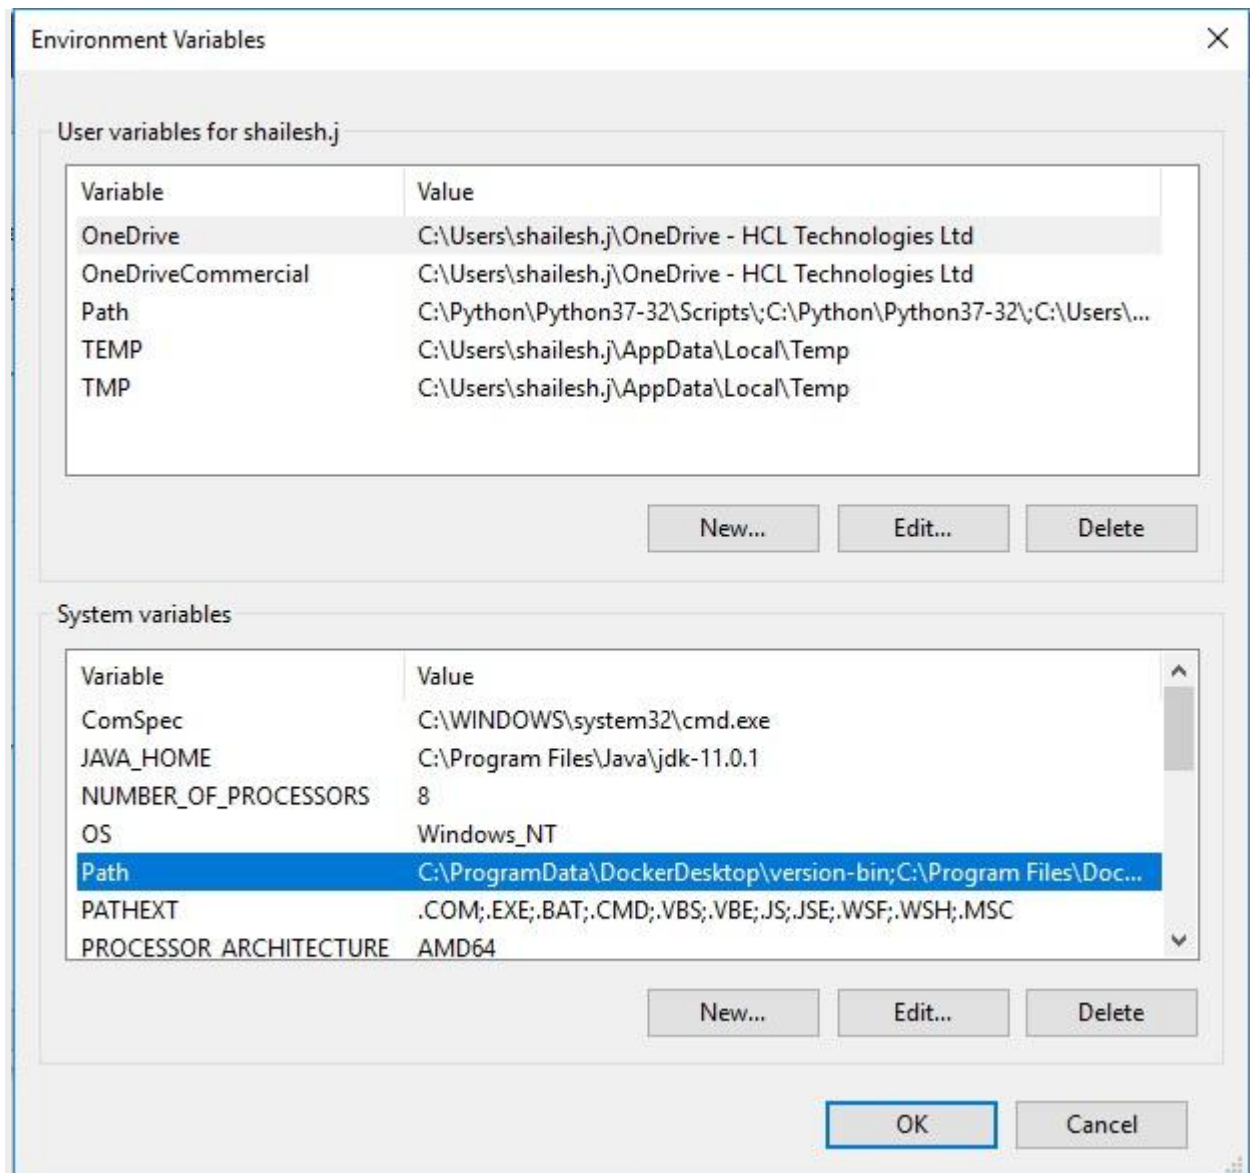 Environment Variables
User variables for shailesh.j
Variable Value
OneDrive C:\Users\shailesh.j\OneDrive - HCL Technologies Ltd
OneDriveCommercial C:\Users\shailesh.j\OneDrive - HCL Technologies Ltd
Path C:\Python\Python37-32\Scripts\;C:\Python\Python37-32\;C:\Users\...
TEMP C:\Users\shailesh.j\AppData\Local\Temp
TMP C:\Users\shailesh.j\AppData\Local\Temp
New... Edit... Delete
System variables
Variable Value
ComSpec C:\WINDOWS\system32\cmd.exe
JAVA_HOME C:\Program Files\Java\jdk-11.0.1
NUMBER_OF_PROCESSORS 8
OS Windows_NT
Path C:\ProgramData\DockerDesktop\version-bin;C:\Program Files\Doc...
PATHEXT .COM;.EXE;.BAT;.CMD;.VBS;.VBE;.JS;.JSE;.WSF;.WSH;.MSC
PROCESSOR_ARCHITECTURE AMD64
New... Edit... Delete
OK Cancel